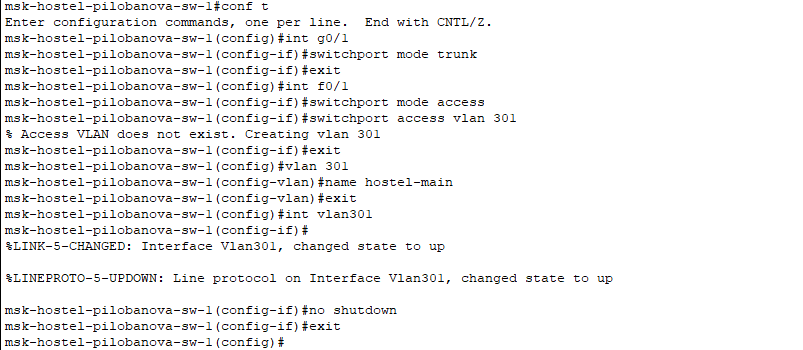 msk-hostel-pilobanova-sw-1#conf t
Enter configuration commands, one per line.  End with CNTL/Z.
msk-hostel-pilobanova-sw-1(config)#int g0/1
msk-hostel-pilobanova-sw-1(config-if)#switchport mode trunk
msk-hostel-pilobanova-sw-1(config-if)#exit
msk-hostel-pilobanova-sw-1(config)#int f0/1
msk-hostel-pilobanova-sw-1(config-if)#switchport mode access
msk-hostel-pilobanova-sw-1(config-if)#switchport access vlan 301
% Access VLAN does not exist. Creating vlan 301
msk-hostel-pilobanova-sw-1(config-if)#exit
msk-hostel-pilobanova-sw-1(config)#vlan 301
msk-hostel-pilobanova-sw-1(config-vlan)#name hostel-main
msk-hostel-pilobanova-sw-1(config-vlan)#exit
msk-hostel-pilobanova-sw-1(config)#int vlan301
msk-hostel-pilobanova-sw-1(config-if)#
%LINK-5-CHANGED: Interface Vlan301, changed state to up
%LINEPROTO-5-UPDOWN: Line protocol on Interface Vlan301, changed state to up
msk-hostel-pilobanova-sw-1(config-if)#no shutdown
msk-hostel-pilobanova-sw-1(config-if)#exit
msk-hostel-pilobanova-sw-1(config)#